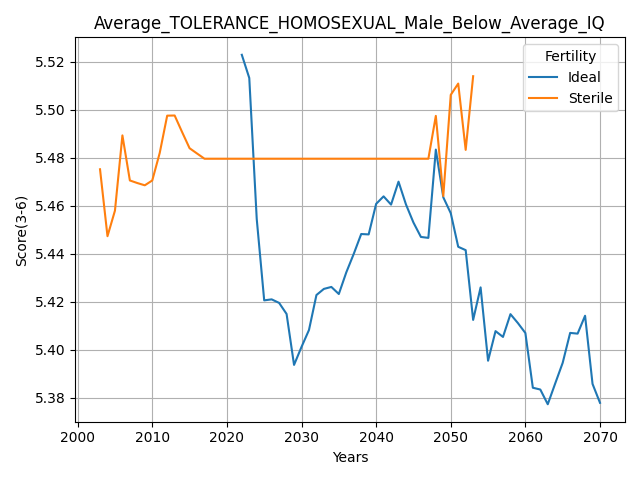 Average_TOLERANCE_HOMOSEXUAL_Male_Below_Average_IQ
Fertility
Ideal
Sterile
Score(3-6)
5.52
5.50
5.48
5.46
5.44
5.42
5.40
5.38
2000 2010 2020 2030 2040 2050 2060 2070
Years